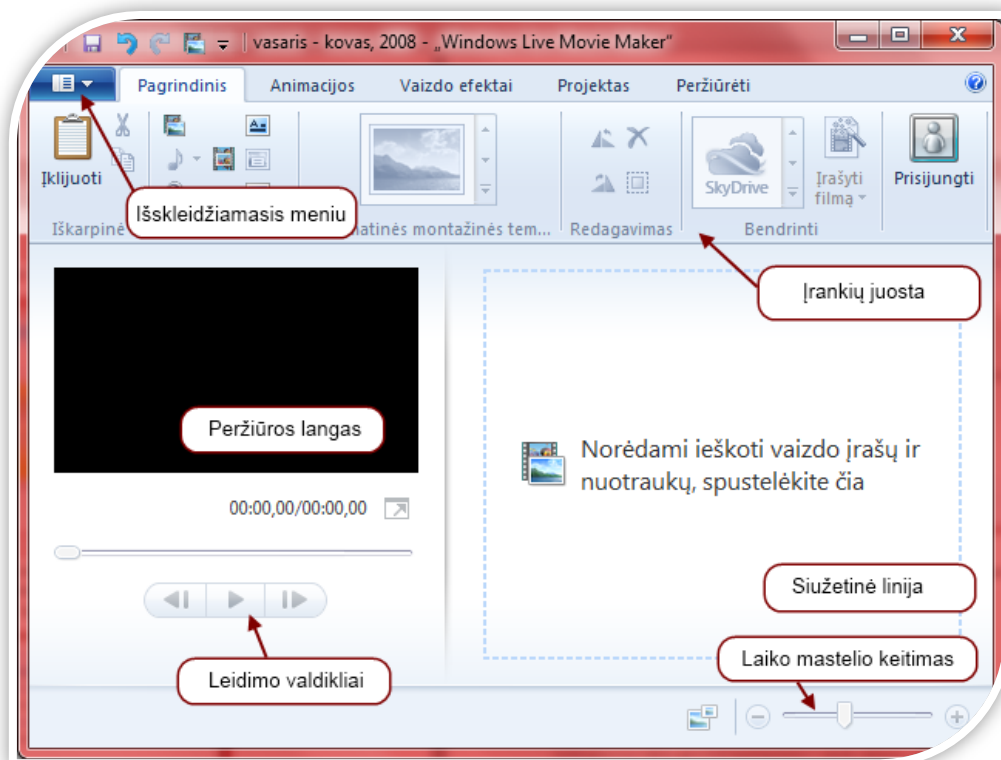 vasaris - kovas, 2008 - „Windows Live Movie Maker“
Pagrindinis Animacijos Vaizdo efektai Projektas Peržiūrėti
Įklijuoti
SkyDrive
Įrašyti
filmą
Prisijungti
Išskleidžiamasis meniu
Iškarpinė
montažinės tem... Redagavimas Bendrinti
Įrankių juosta
Peržiūros langas
Norėdami ieškoti vaizdo įrašų ir
nuotraukų, spustelėkite čia
00:00,00/00:00,00
Siužetinė linija
Laiko mastelio keitimas
Leidimo valdikliai